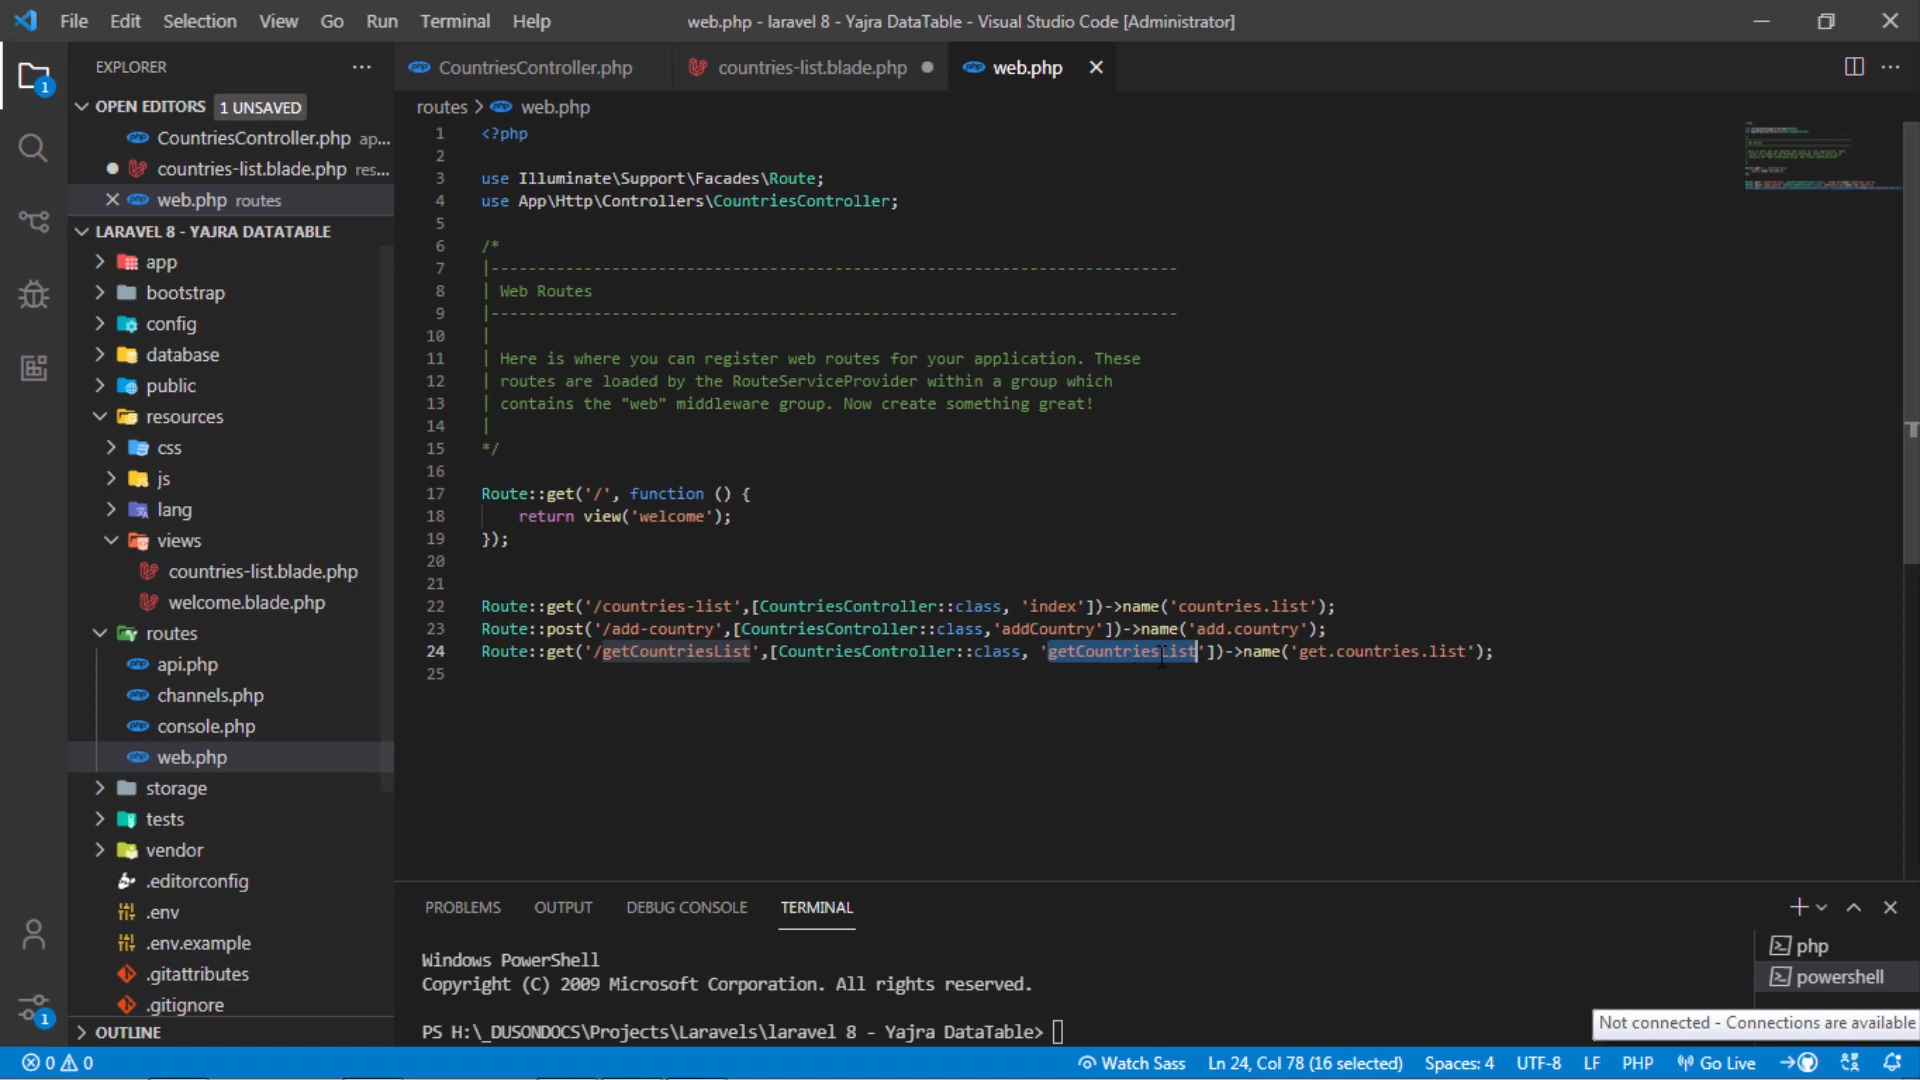 File Edit Selection View Go Run Terminal Help web.php - laravel 8 - Yajra DataTable - Visual Studio Code [Administrator]
EXPLORER
CountriesController.php countries-list.blade.php web.php
OPEN EDITORS 1 UNSAVED
CountriesController.php ap...
countries-list.blade.php res...
web.php routes
LARAVEL 8 - YAJRA DATATABLE
app
bootstrap
config
database
public
resources
css
js
lang
views
countries-list.blade.php
welcome.blade.php
routes
api.php
channels.php
console.php
web.php
storage
tests
vendor
.editorconfig
.env
.env.example
.gitattributes
.gitignore
OUTLINE
routes > web.php
1 <?php
2
3 use Illuminate\Support\Facades\Route;
4 use App\Http\Controllers\CountriesController;
5
6 /*
7 |--------------------------------------------------------------------------
8 | Web Routes
9 |--------------------------------------------------------------------------
10 |
11 | Here is where you can register web routes for your application. These
12 | routes are loaded by the RouteServiceProvider within a group which
13 | contains the "web" middleware group. Now create something great!
14 |
15 */
16
17 Route::get('/', function () {
18 return view('welcome');
19 });
20
21
22 Route::get('/countries-list',[CountriesController::class, 'index'])->name('countries.list');
23 Route::post('/add-country',[CountriesController::class,'addCountry'])->name('add.country');
24 Route::get('/getCountriesList',[CountriesController::class, 'getCountriesList'])->name('get.countries.list');
25
PROBLEMS OUTPUT DEBUG CONSOLE TERMINAL
Windows PowerShell
Copyright (C) 2009 Microsoft Corporation. All rights reserved.
PS H:\_DUSONDOCS\Projects\Laravels\laravel 8 - Yajra DataTable>
php
powershell
Not connected - Connections are available
1
1
0 0 Watch Sass Ln 24, Col 78 (16 selected) Spaces: 4 UTF-8 LF PHP Go Live